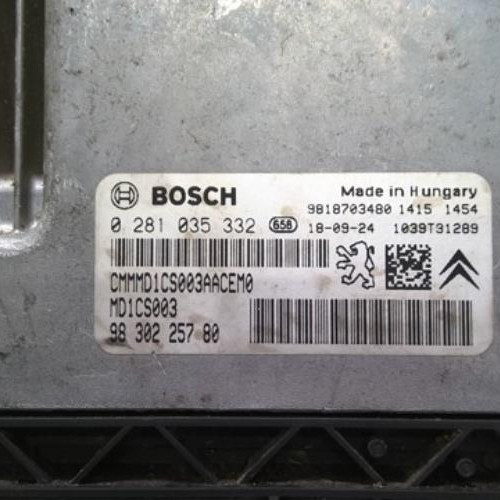 BOSCH
Made in Hungary
9818703480 1415 1454
0 281 035 332 658 18-09-24 1039T31289
CMMMD1CS003AACEM0
MD1CS003
98 302 257 80